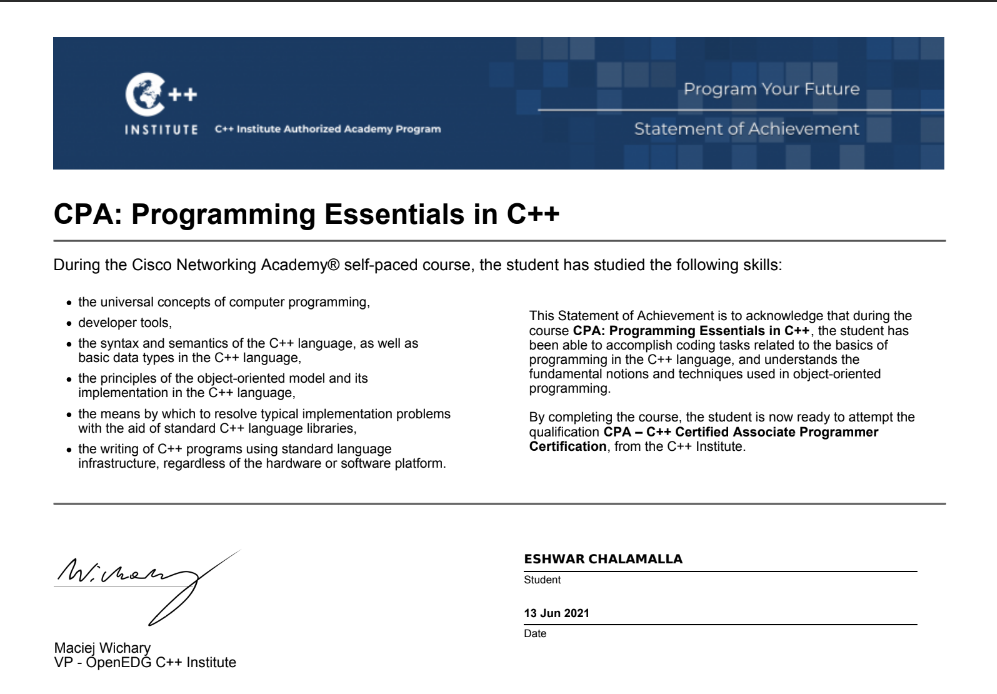 C++
INSTITUTE
C++ Institute Authorized Academy Program
Program Your Future
Statement of Achievement
CPA: Programming Essentials in C++
During the Cisco Networking Academy® self-paced course, the student has studied the following skills:
• the universal concepts of computer programming,
• developer tools,
• the syntax and semantics of the C++ language, as well as
basic data types in the C++ language,
• the principles of the object-oriented model and its
implementation in the C++ language,
• the means by which to resolve typical implementation problems
with the aid of standard C++ language libraries,
• the writing of C++ programs using standard language
infrastructure, regardless of the hardware or software platform.
This Statement of Achievement is to acknowledge that during the
course CPA: Programming Essentials in C++, the student has
been able to accomplish coding tasks related to the basics of
programming in the C++ language, and understands the
fundamental notions and techniques used in object-oriented
programming.
By completing the course, the student is now ready to attempt the
qualification CPA – C++ Certified Associate Programmer
Certification, from the C++ Institute.
W. Wichary
Maciej Wichary
VP - OpenEDG C++ Institute
ESHWAR CHALAMALLA
Student
13 Jun 2021
Date